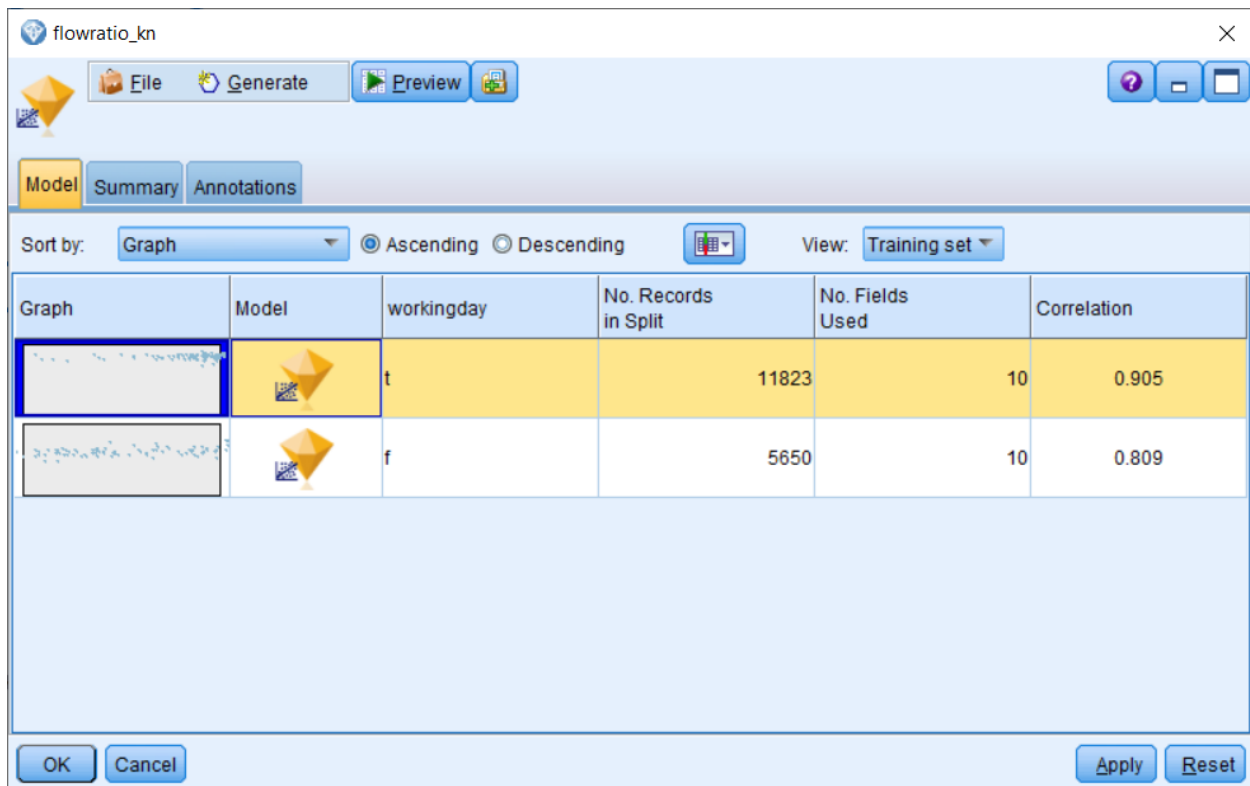 flowratio_kn
File Generate Preview
Model Summary Annotations
Sort by: Graph Ascending Descending View: Training set
Graph Model workingday No. Records in Split No. Fields Used Correlation
t 11823 10 0.905
f 5650 10 0.809
OK Cancel Apply Reset